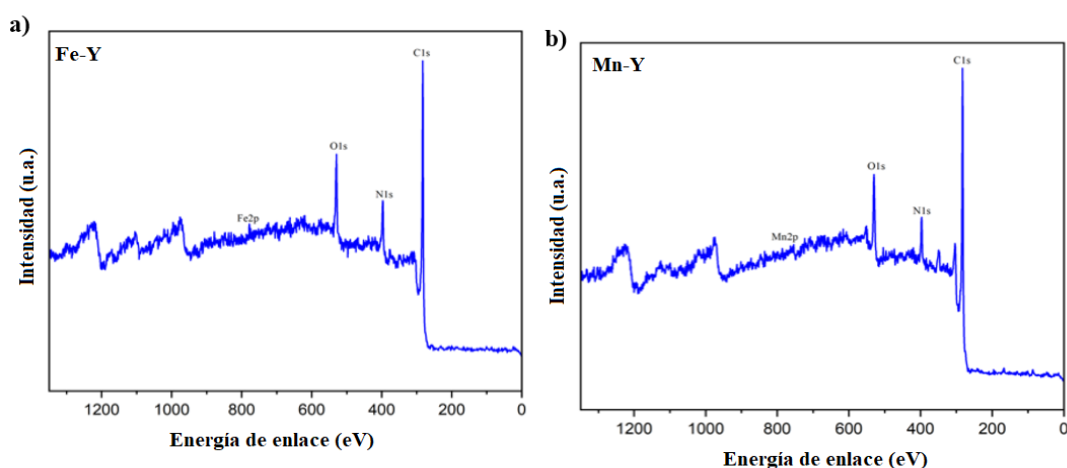 a)
Fe-Y
C1s
O1s
N1s
Fe2p
Intensidad (u.a.)
1200 1000 800 600 400 200 0
Energía de enlace (eV)
b)
Mn-Y
C1s
O1s
N1s
Mn2p
Intensidad (u.a.)
1200 1000 800 600 400 200 0
Energía de enlace (eV)